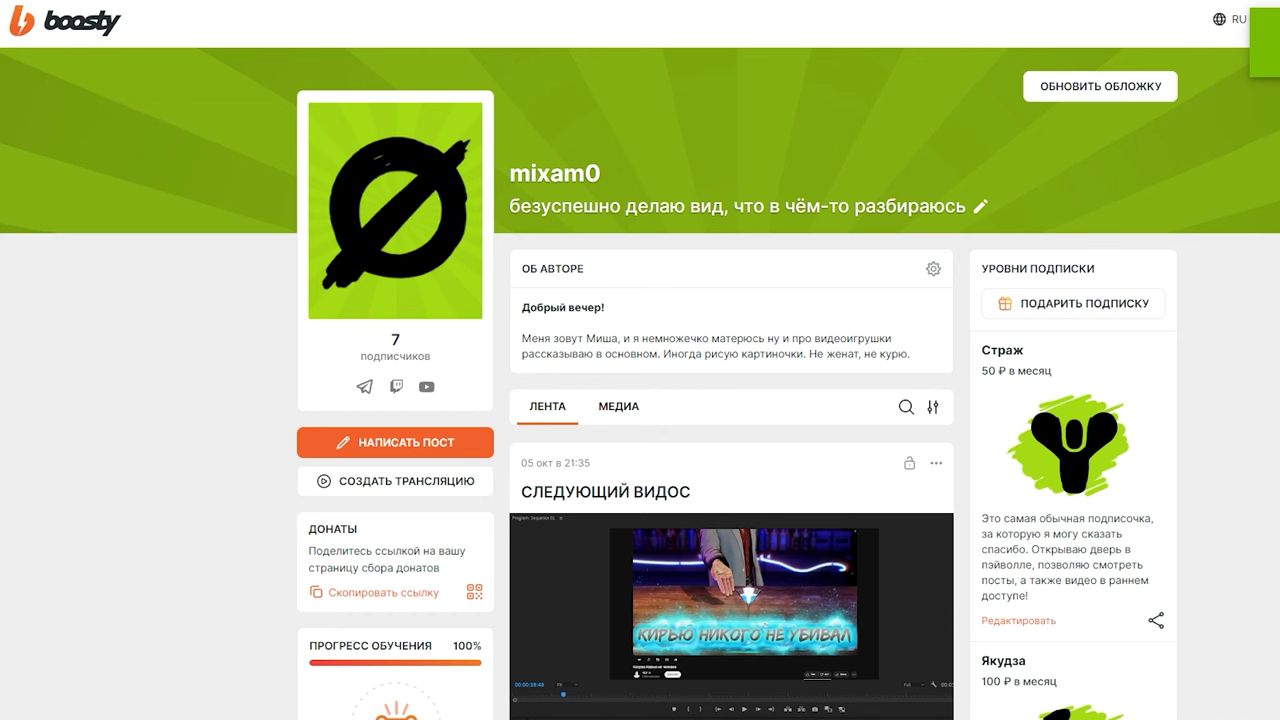 boosty
RU
ОБНОВИТЬ ОБЛОЖКУ
mixam0
безуспешно делаю вид, что в чём-то разбираюсь
7
подписчиков
НАПИСАТЬ ПОСТ
СОЗДАТЬ ТРАНСЛЯЦИЮ
ДОНАТЫ
Поделитесь ссылкой на вашу
страницу сбора донатов
Скопировать ссылку
ПРОГРЕСС ОБУЧЕНИЯ 100%
ОБ АВТОРЕ
Добрый вечер!
Меня зовут Миша, и я немножечко матерюсь ну и про видеоигрушки
рассказываю в основном. Иногда рисую картиночки. Не женат, не курю.
ЛЕНТА МЕДИА
05 окт в 21:35
СЛЕДУЮЩИЙ ВИДОС
Program: Sequence 01
КИРЬЮ НИКОГО НЕ УБИВАЛ
УРОВНИ ПОДПИСКИ
ПОДАРИТЬ ПОДПИСКУ
Страж
50 ₽ в месяц
Это самая обычная подписочка,
за которую я могу сказать
спасибо. Открываю дверь в
пэйволле, позволяю смотреть
посты, а также видео в раннем
доступе!
Редактировать
Якудза
100 ₽ в месяц